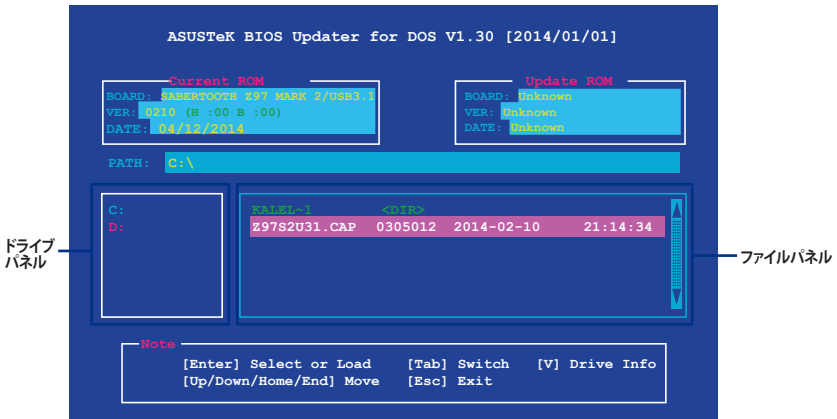 ASUSTeK BIOS Updater for DOS V1.30 [2014/01/01]
Current ROM
BOARD: SABERTOOTH Z97 MARK 2/USB3.1
VER: 0210 (H :00 B :00)
DATE: 04/12/2014
Update ROM
BOARD: Unknown
VER: Unknown
DATE: Unknown
PATH: C:\
C:
D:
KALEL~1 <DIR>
Z97S2U31.CAP 0305012 2014-02-10 21:14:34
ドライブ
パネル
ファイルパネル
Note
[Enter] Select or Load [Tab] Switch [V] Drive Info
[Up/Down/Home/End] Move [Esc] Exit